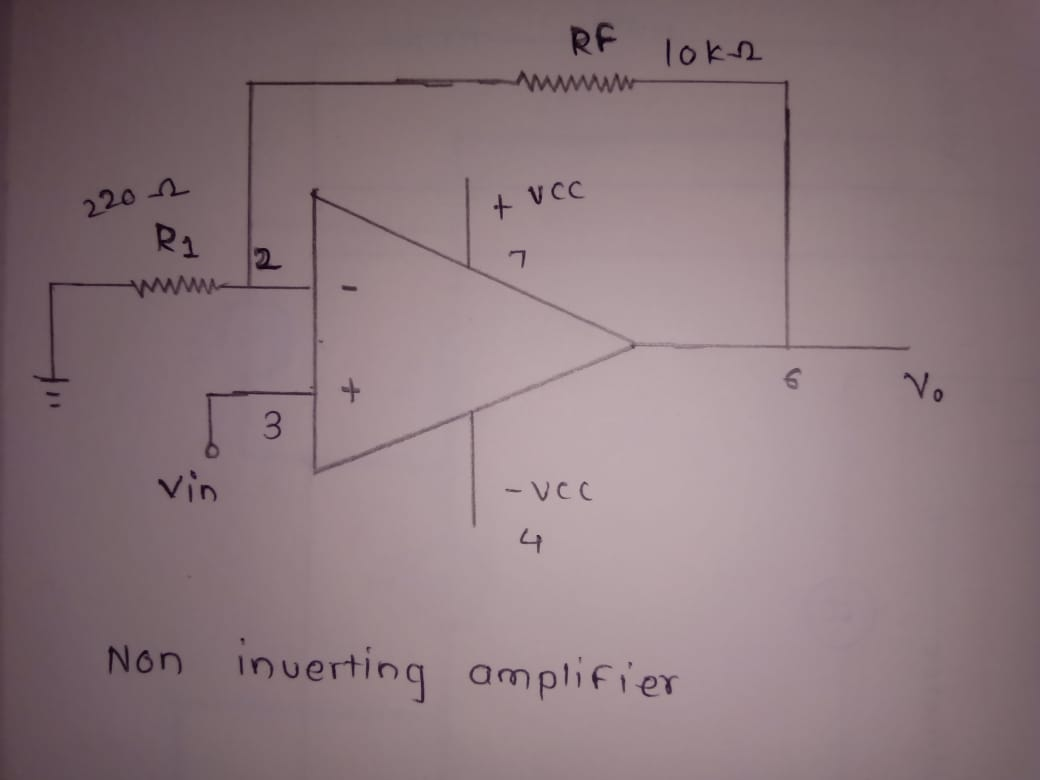 RF 10kΩ
220 Ω
R1
+ VCC
2
7
-
+
3
6
Vo
Vin
- VCC
4
Non inverting amplifier